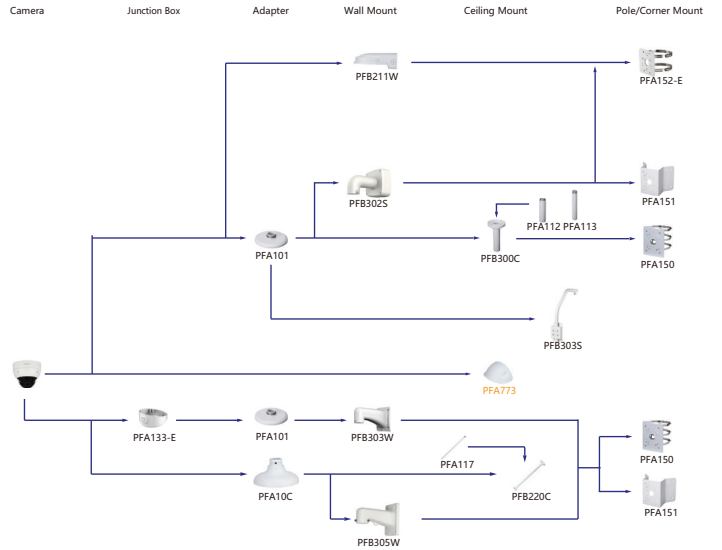 Camera Junction Box Adapter Wall Mount Ceiling Mount Pole/Corner Mount
PFB211W
PFA152-E
PFB302S
PFA151
PFA112 PFA113
PFA101
PFB300C
PFA150
PFB303S
PFA773
PFA133-E
PFA101
PFB303W
PFA117
PFA150
PFA10C
PFB220C
PFA151
PFB305W